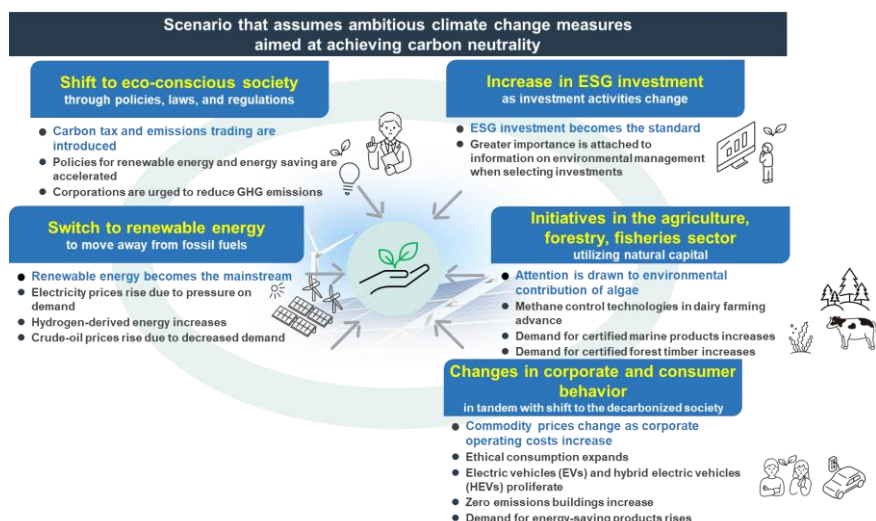 Scenario that assumes ambitious climate change measures
aimed at achieving carbon neutrality
Shift to eco-conscious society
through policies, laws, and regulations
● Carbon tax and emissions trading are
introduced
● Policies for renewable energy and energy saving are
accelerated
● Corporations are urged to reduce GHG emissions
Increase in ESG investment
as investment activities change
● ESG investment becomes the standard
● Greater importance is attached to
information on environmental management
when selecting investments
Switch to renewable energy
to move away from fossil fuels
● Renewable energy becomes the mainstream
● Electricity prices rise due to pressure on
demand
● Hydrogen-derived energy increases
● Crude-oil prices rise due to decreased demand
Initiatives in the agriculture,
forestry, fisheries sector
utilizing natural capital
● Attention is drawn to environmental
contribution of algae
● Methane control technologies in dairy farming
advance
● Demand for certified marine products increases
● Demand for certified forest timber increases
Changes in corporate and consumer
behavior
in tandem with shift to the decarbonized society
● Commodity prices change as corporate
operating costs increase
● Ethical consumption expands
● Electric vehicles (EVs) and hybrid electric vehicles
(HEVs) proliferate
● Zero emissions buildings increase
● Demand for energy-saving products rises